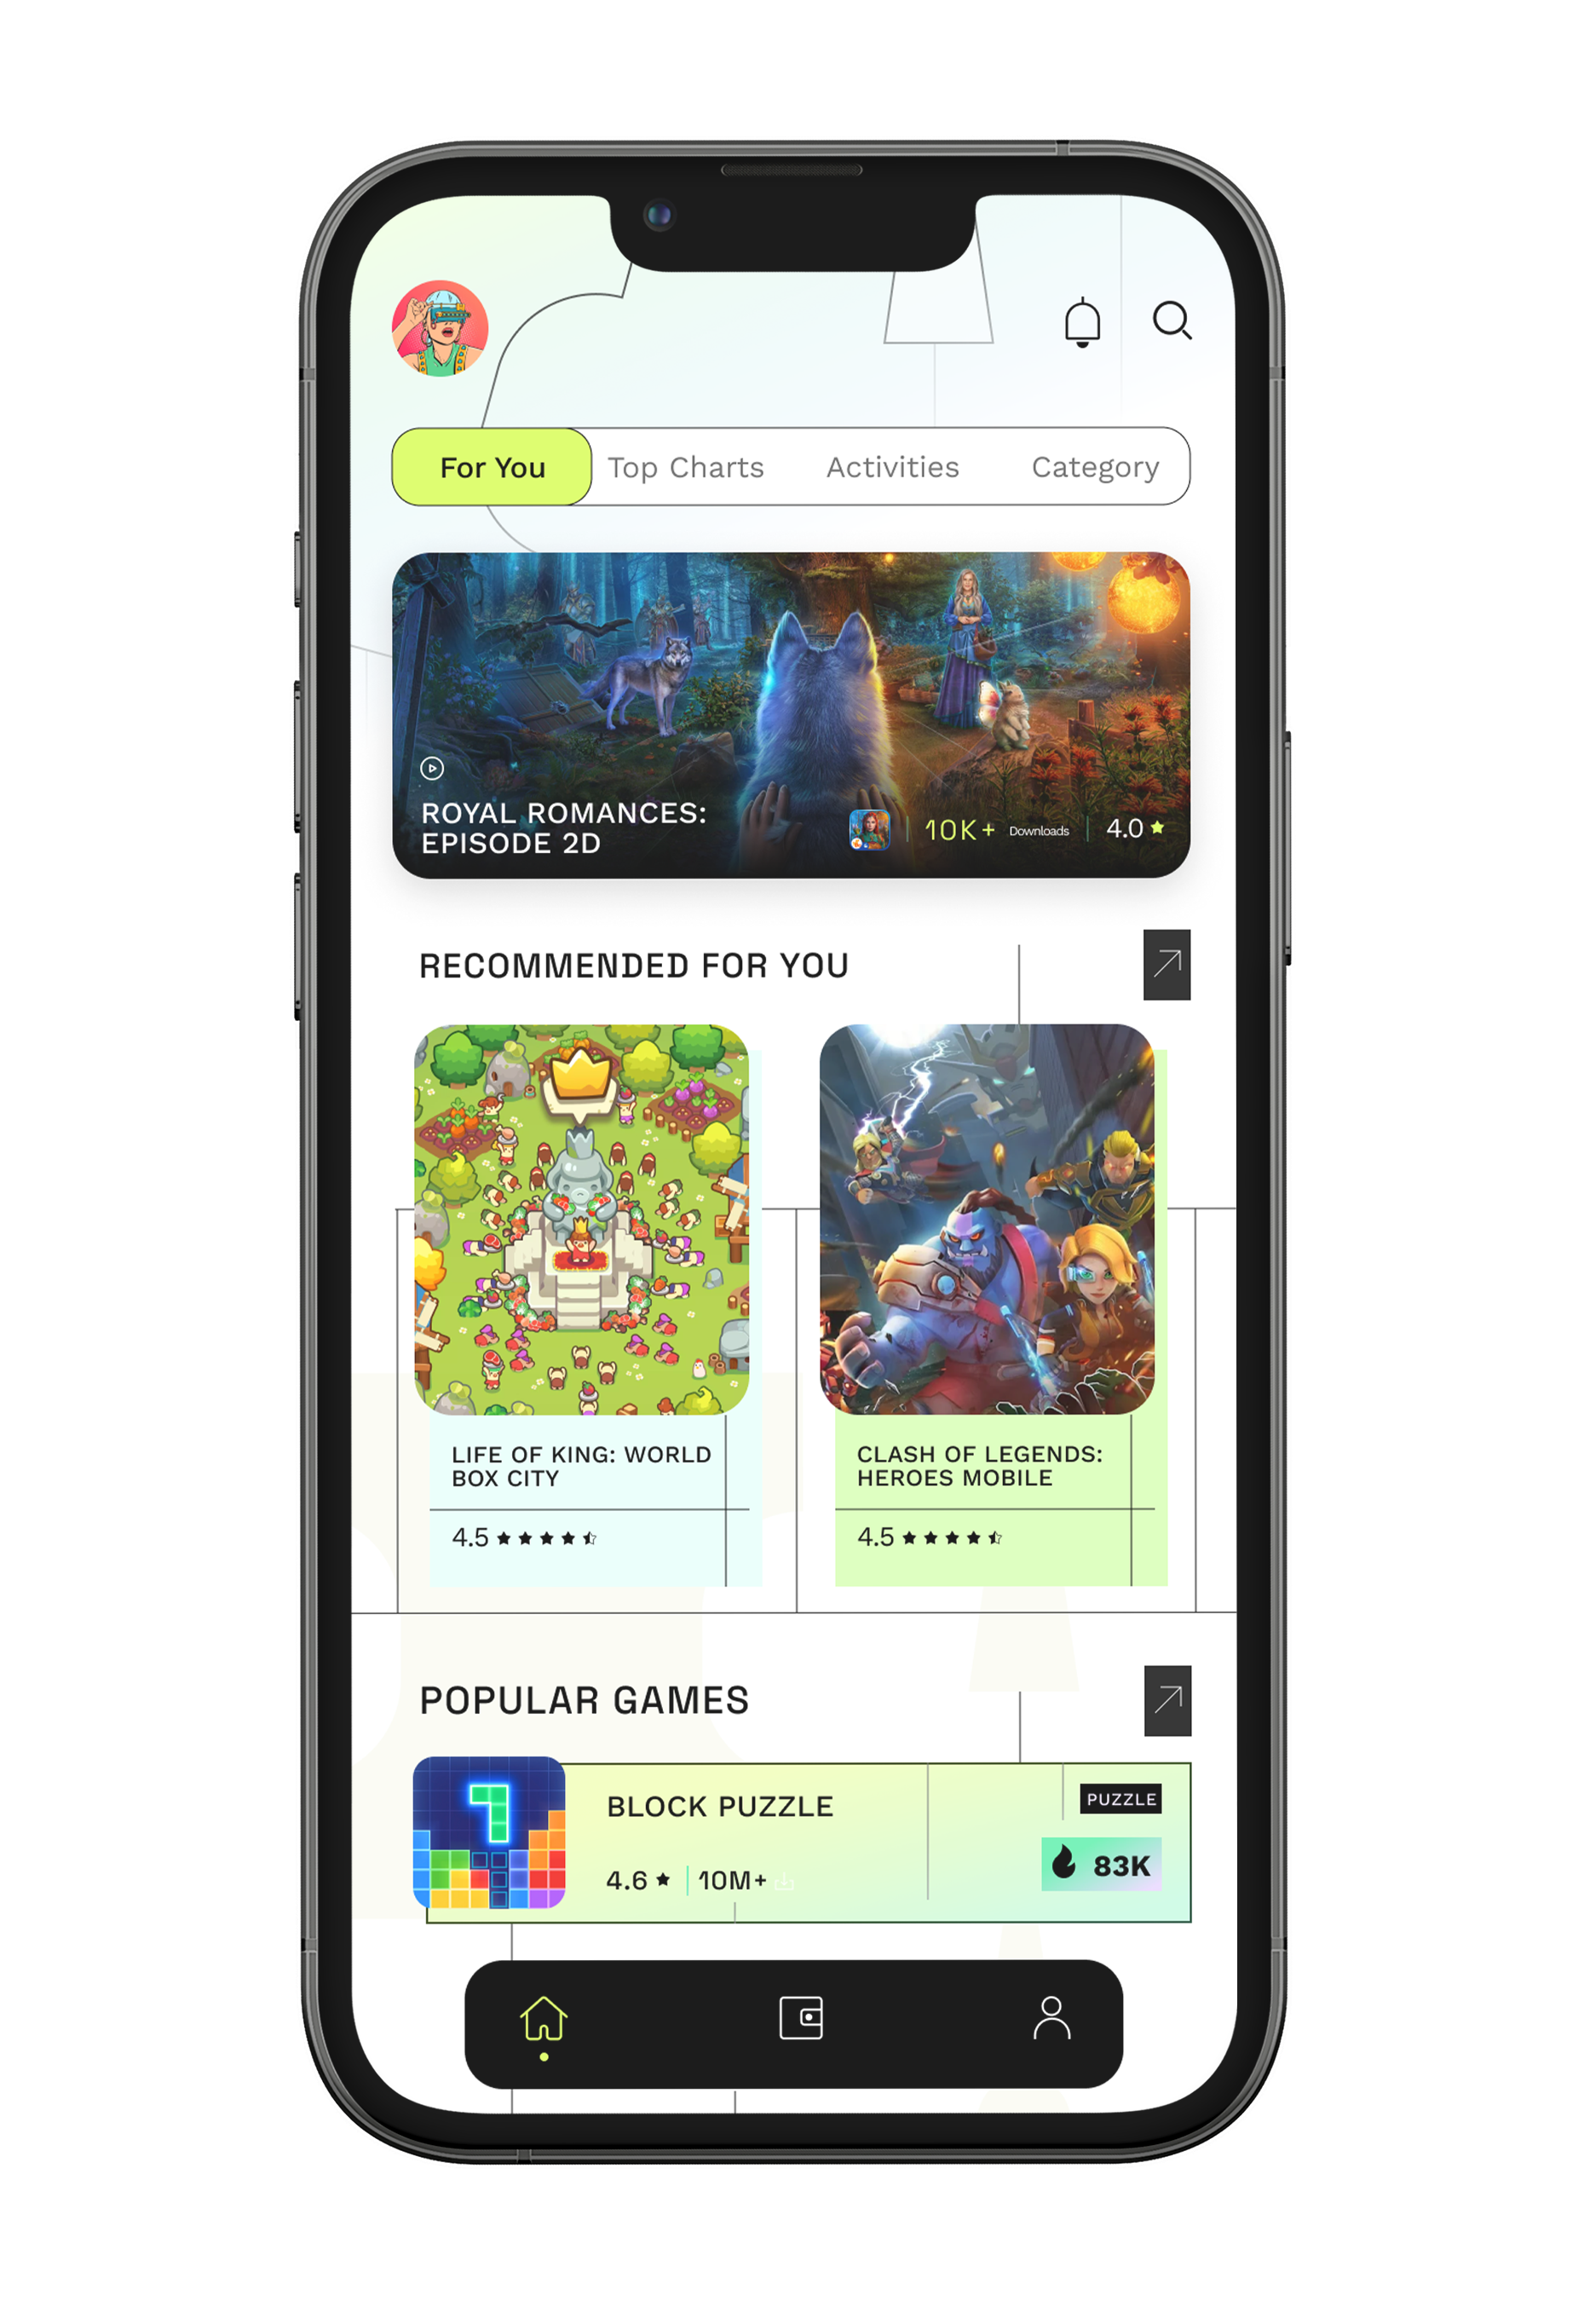 For You Top Charts Activities Category
ROYAL ROMANCES:
EPISODE 2D
10K+ Downloads 4.0
RECOMMENDED FOR YOU
LIFE OF KING: WORLD
BOX CITY
4.5
CLASH OF LEGENDS:
HEROES MOBILE
4.5
POPULAR GAMES
BLOCK PUZZLE
PUZZLE
4.6 10M+
83K